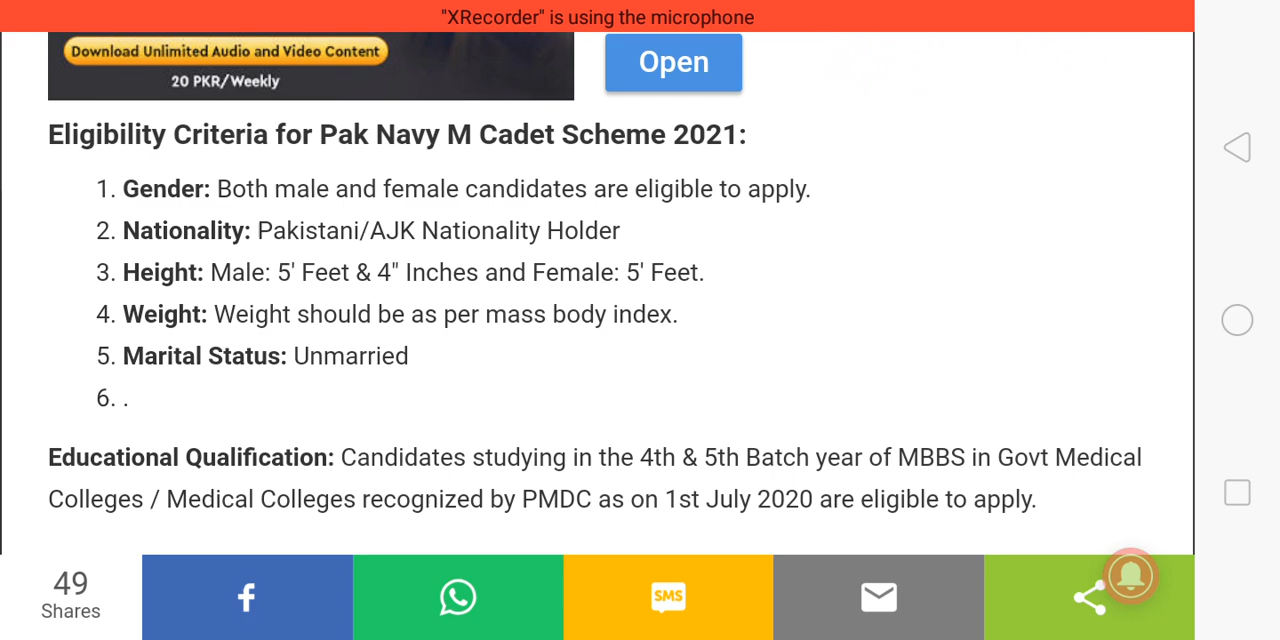 "XRecorder" is using the microphone
Download Unlimited Audio and Video Content
20 PKR/Weekly
Open
Eligibility Criteria for Pak Navy M Cadet Scheme 2021:
1. Gender: Both male and female candidates are eligible to apply.
2. Nationality: Pakistani/AJK Nationality Holder
3. Height: Male: 5' Feet & 4" Inches and Female: 5' Feet.
4. Weight: Weight should be as per mass body index.
5. Marital Status: Unmarried
6. .
Educational Qualification: Candidates studying in the 4th & 5th Batch year of MBBS in Govt Medical
Colleges / Medical Colleges recognized by PMDC as on 1st July 2020 are eligible to apply.
49
Shares
SMS